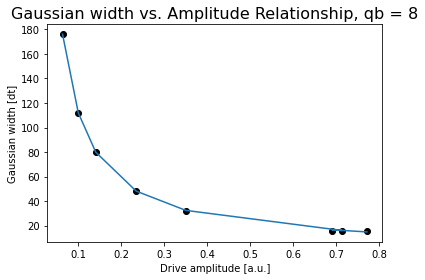 Gaussian width vs. Amplitude Relationship, qb = 8
180
160
140
120
100
80
60
40
20
Gaussian width [dt]
0.1 0.2 0.3 0.4 0.5 0.6 0.7 0.8
Drive amplitude [a.u.]